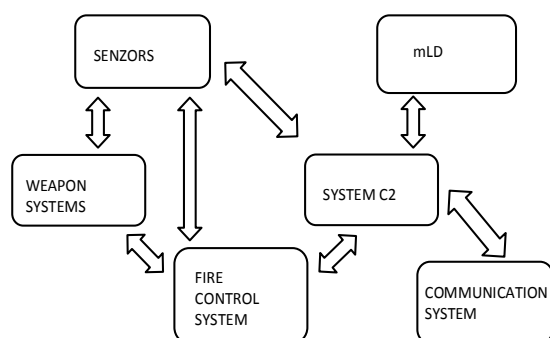 SENZORS
mLD
WEAPON
SYSTEMS
SYSTEM C2
FIRE
CONTROL
SYSTEM
COMMUNICATION
SYSTEM